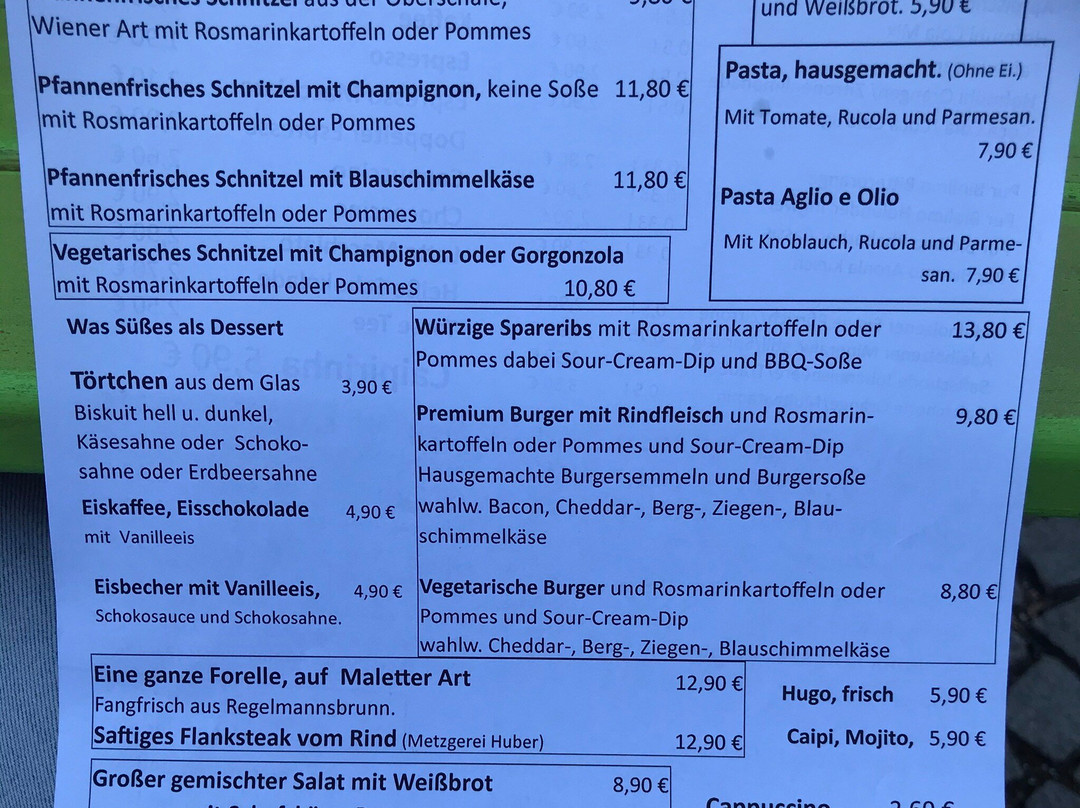 Schnitzel aus der Oberschale,
Wiener Art mit Rosmarinkartoffeln oder Pommes
Pfannenfrisches Schnitzel mit Champignon, keine Soße 11,80 €
mit Rosmarinkartoffeln oder Pommes
Pfannenfrisches Schnitzel mit Blauschimmelkäse 11,80 €
mit Rosmarinkartoffeln oder Pommes
Vegetarisches Schnitzel mit Champignon oder Gorgonzola
mit Rosmarinkartoffeln oder Pommes 10,80 €
und Weißbrot. 5,90 €
Pasta, hausgemacht. (Ohne Ei.)
Mit Tomate, Rucola und Parmesan.
7,90 €
Pasta Aglio e Olio
Mit Knoblauch, Rucola und Parme-
san. 7,90 €
Was Süßes als Dessert
Törtchen aus dem Glas 3,90 €
Biskuit hell u. dunkel,
Käsesahne oder Schoko-
sahne oder Erdbeersahne
Eiskaffee, Eisschokolade 4,90 €
mit Vanilleeis
Eisbecher mit Vanilleeis, 4,90 €
Schokosauce und Schokosahne.
Würzige Spareribs mit Rosmarinkartoffeln oder 13,80 €
Pommes dabei Sour-Cream-Dip und BBQ-Soße
Premium Burger mit Rindfleisch und Rosmarin- 9,80 €
kartoffeln oder Pommes und Sour-Cream-Dip
Hausgemachte Burgersemmeln und Burgersoße
wahlw. Bacon, Cheddar-, Berg-, Ziegen-, Blau-
schimmelkäse
Vegetarische Burger und Rosmarinkartoffeln oder 8,80 €
Pommes und Sour-Cream-Dip
wahlw. Cheddar-, Berg-, Ziegen-, Blauschimmelkäse
Eine ganze Forelle, auf Maletter Art 12,90 €
Fangfrisch aus Regelmannsbrunn.
Saftiges Flanksteak vom Rind (Metzgerei Huber) 12,90 €
Hugo, frisch 5,90 €
Caipi, Mojito, 5,90 €
Großer gemischter Salat mit Weißbrot 8,90 €
Cappuccino 2,60 €